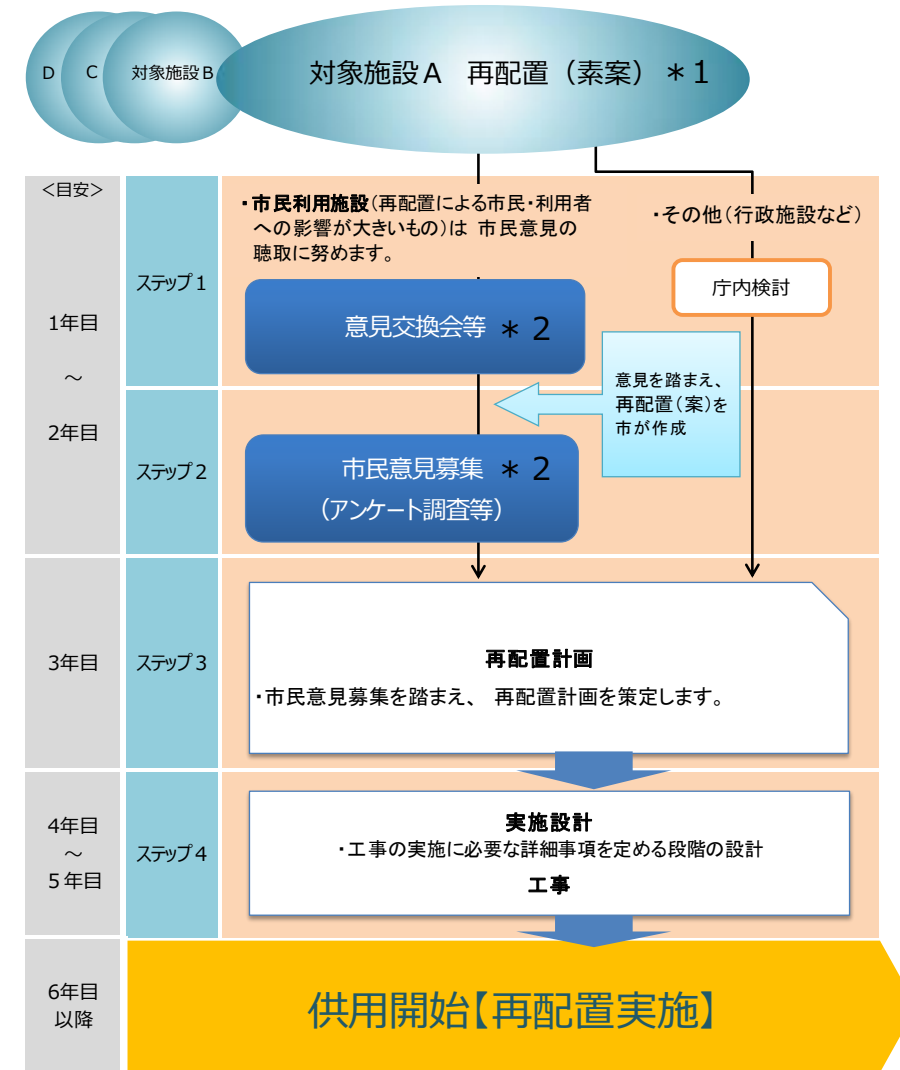 D
C
対象施設B
対象施設A 再配置（素案）＊1
＜目安＞
1年目
～
2年目
ステップ1
・市民利用施設（再配置による市民・利用者
への影響が大きいもの）は 市民意見の
聴取に努めます。
・その他（行政施設など）
庁内検討
意見交換会等 ＊2
意見を踏まえ、
再配置（案）を
市が作成
ステップ2
市民意見募集 ＊2
（アンケート調査等）
3年目
ステップ3
再配置計画
・市民意見募集を踏まえ、 再配置計画を策定します。
4年目
～
5年目
ステップ4
実施設計
・工事の実施に必要な詳細事項を定める段階の設計
工事
6年目
以降
供用開始【再配置実施】